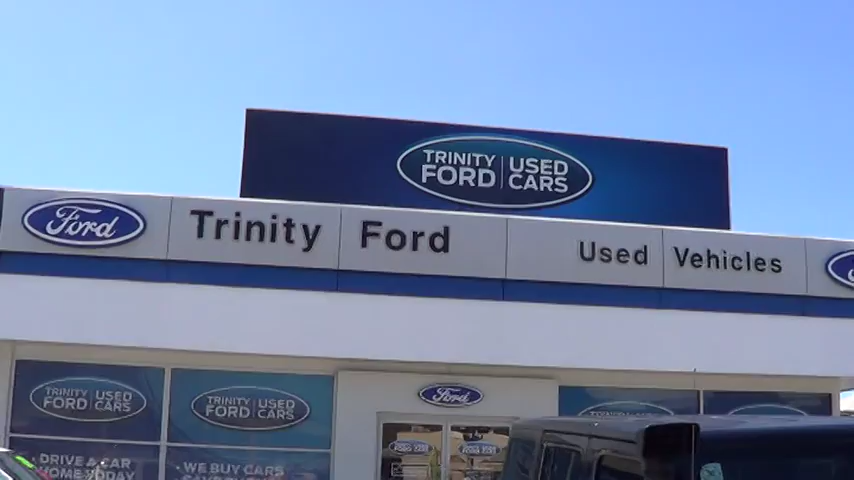 TRINITY FORD USED CARS
Ford Trinity Ford Used Vehicles
Ford
TRINITY FORD USED CARS
TRINITY FORD USED CARS
DRIVE A CAR
HOME TODAY
WE BUY CARS